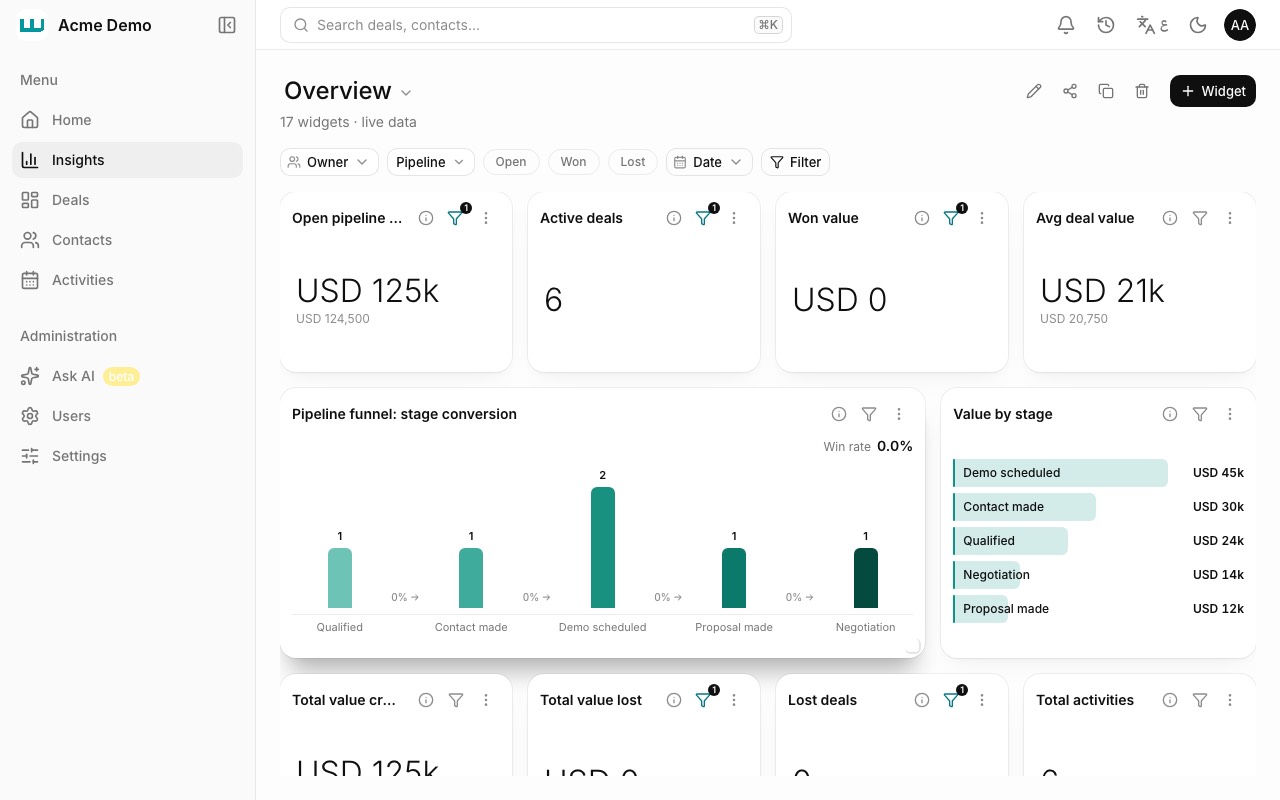 Acme Demo
Search deals, contacts...
⌘K
ع
AA
Menu
Home
Insights
Deals
Contacts
Activities
Administration
Ask AI beta
Users
Settings
Overview
17 widgets · live data
Widget
Owner
Pipeline
Open
Won
Lost
Date
Filter
Open pipeline ...
1
USD 125k
USD 124,500
Active deals
1
6
Won value
1
USD 0
Avg deal value
USD 21k
USD 20,750
Pipeline funnel: stage conversion
Win rate 0.0%
1
1
2
1
1
0% →
0% →
0% →
0% →
Qualified
Contact made
Demo scheduled
Proposal made
Negotiation
Value by stage
Demo scheduled USD 45k
Contact made USD 30k
Qualified USD 24k
Negotiation USD 14k
Proposal made USD 12k
Total value cr...
USD 125k
Total value lost
1
USD 0
Lost deals
1
Total activities